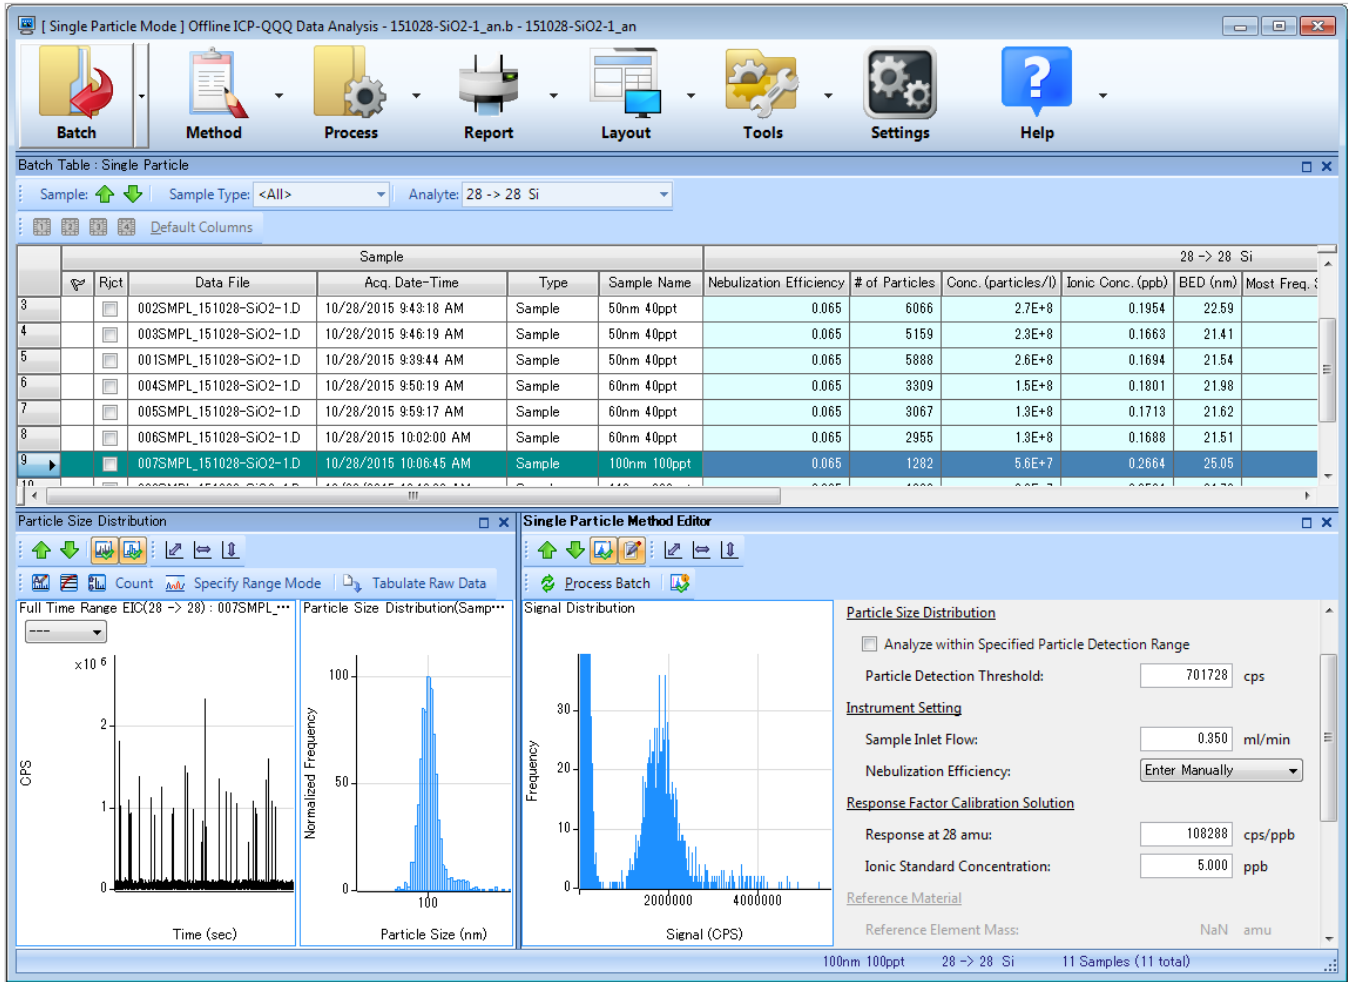 [ Single Particle Mode ] Offline ICP-QQQ Data Analysis - 151028-SiO2-1_an.b - 151028-SiO2-1_an
Batch Method Process Report Layout Tools Settings Help
Batch Table : Single Particle
Sample: Sample Type: <All> Analyte: 28 -> 28 Si
1 2 3 4 Default Columns
Sample 28 -> 28 Si
Rjct Data File Acq. Date-Time Type Sample Name Nebulization Efficiency # of Particles Conc. (particles/l) Ionic Conc. (ppb) BED (nm) Most Freq.
3 002SMPL_151028-SiO2-1.D 10/28/2015 9:43:18 AM Sample 50nm 40ppt 0.065 6066 2.7E+8 0.1954 22.59
4 003SMPL_151028-SiO2-1.D 10/28/2015 9:46:19 AM Sample 50nm 40ppt 0.065 5159 2.3E+8 0.1663 21.41
5 001SMPL_151028-SiO2-1.D 10/28/2015 9:39:44 AM Sample 50nm 40ppt 0.065 5888 2.6E+8 0.1694 21.54
6 004SMPL_151028-SiO2-1.D 10/28/2015 9:50:19 AM Sample 60nm 40ppt 0.065 3309 1.5E+8 0.1801 21.98
7 005SMPL_151028-SiO2-1.D 10/28/2015 9:59:17 AM Sample 60nm 40ppt 0.065 3067 1.3E+8 0.1713 21.62
8 006SMPL_151028-SiO2-1.D 10/28/2015 10:02:00 AM Sample 60nm 40ppt 0.065 2955 1.3E+8 0.1688 21.51
9 007SMPL_151028-SiO2-1.D 10/28/2015 10:06:45 AM Sample 100nm 100ppt 0.065 1282 5.6E+7 0.2664 25.05
10
Particle Size Distribution
Count Specify Range Mode Tabulate Raw Data
Full Time Range EIC(28 -> 28) : 007SMPL_...
---
x10 6
CPS
2
1
0
Time (sec)
Particle Size Distribution(Samp...
Normalized Frequency
100
50
0
100
Particle Size (nm)
Single Particle Method Editor
Process Batch
Signal Distribution
Frequency
30
20
10
0
2000000 4000000
Signal (CPS)
Particle Size Distribution
Analyze within Specified Particle Detection Range
Particle Detection Threshold: 701728 cps
Instrument Setting
Sample Inlet Flow: 0.350 ml/min
Nebulization Efficiency: Enter Manually
Response Factor Calibration Solution
Response at 28 amu: 108288 cps/ppb
Ionic Standard Concentration: 5.000 ppb
Reference Material
Reference Element Mass: NaN amu
100nm 100ppt 28 -> 28 Si 11 Samples (11 total)